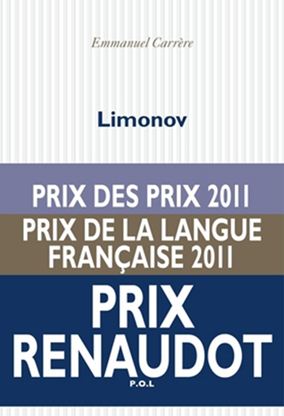 Emmanuel Carrère
Limonov
PRIX DES PRIX 2011
PRIX DE LA LANGUE
FRANÇAISE 2011
PRIX
RENAUDOT
P.O.L